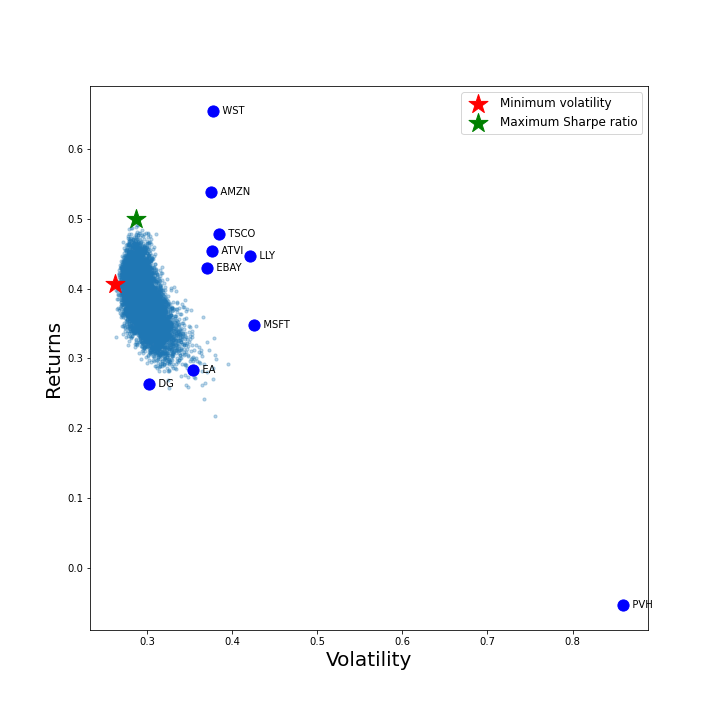 Minimum volatility
Maximum Sharpe ratio
WST
AMZN
TSCO
ATVI
LLY
EBAY
MSFT
EA
DG
PVH
0.6
0.5
0.4
0.3
0.2
0.1
0.0
Returns
0.3 0.4 0.5 0.6 0.7 0.8
Volatility